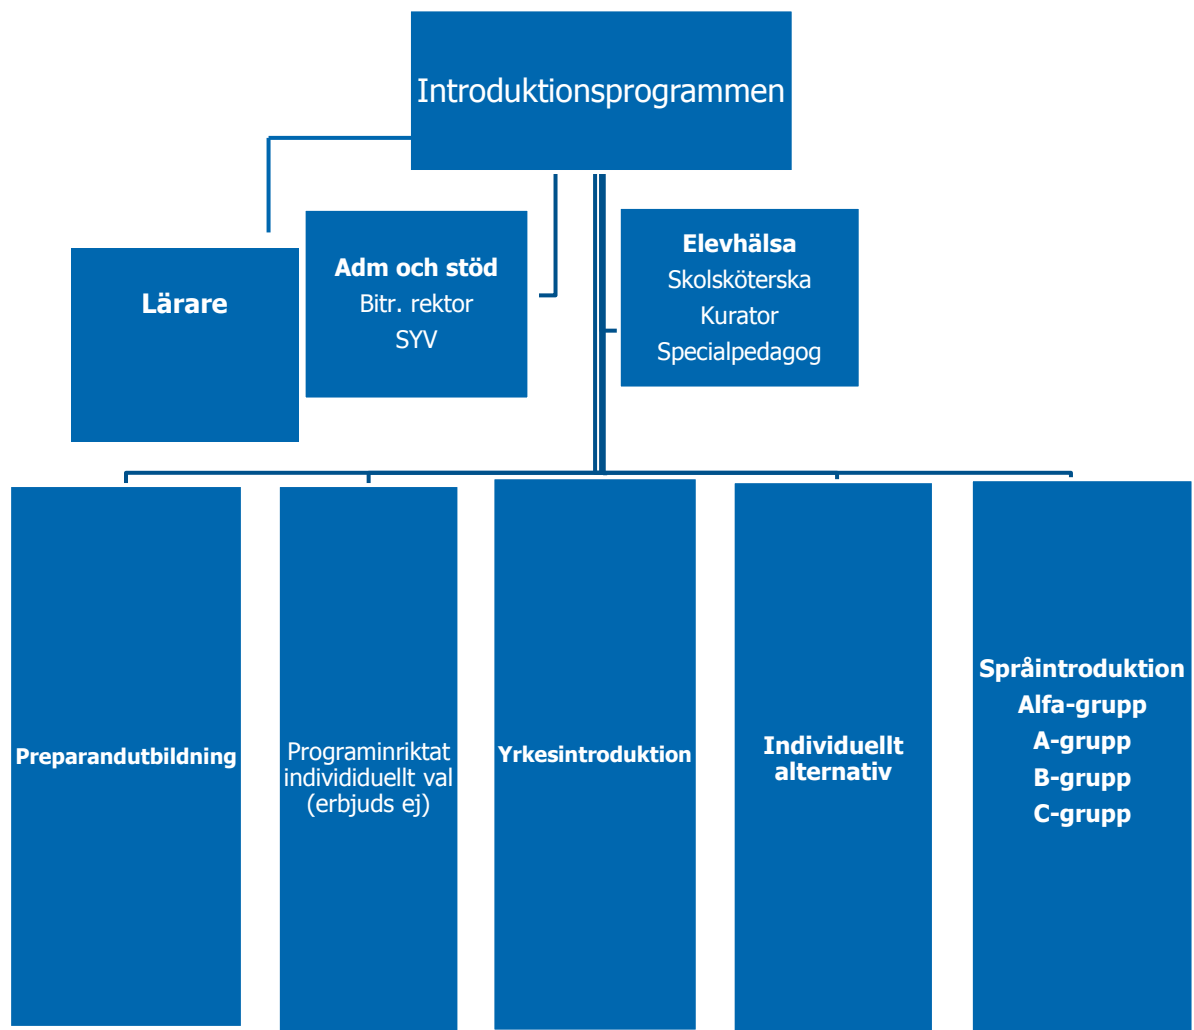 Introduktionsprogrammen
Lärare
Adm och stöd
Bitr. rektor
SYV
Elevhälsa
Skolsköterska
Kurator
Specialpedagog
Preparandutbildning
Programinriktat
individiduellt val
(erbjuds ej)
Yrkesintroduktion
Individuellt
alternativ
Språintroduktion
Alfa-grupp
A-grupp
B-grupp
C-grupp